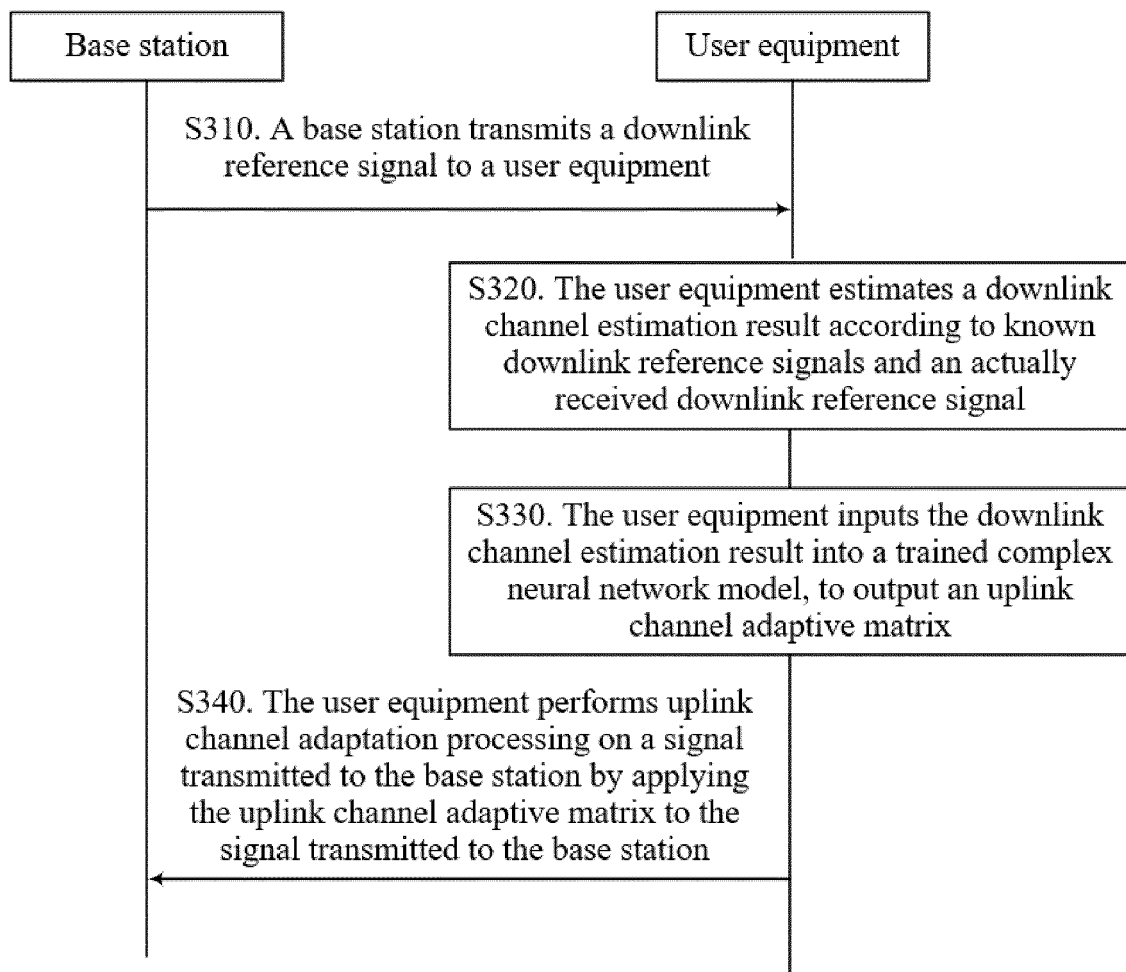 Base station
User equipment
S310. A base station transmits a downlink
reference signal to a user equipment
S320. The user equipment estimates a downlink
channel estimation result according to known
downlink reference signals and an actually
received downlink reference signal
S330. The user equipment inputs the downlink
channel estimation result into a trained complex
neural network model, to output an uplink
channel adaptive matrix
S340. The user equipment performs uplink
channel adaptation processing on a signal
transmitted to the base station by applying
the uplink channel adaptive matrix to the
signal transmitted to the base station